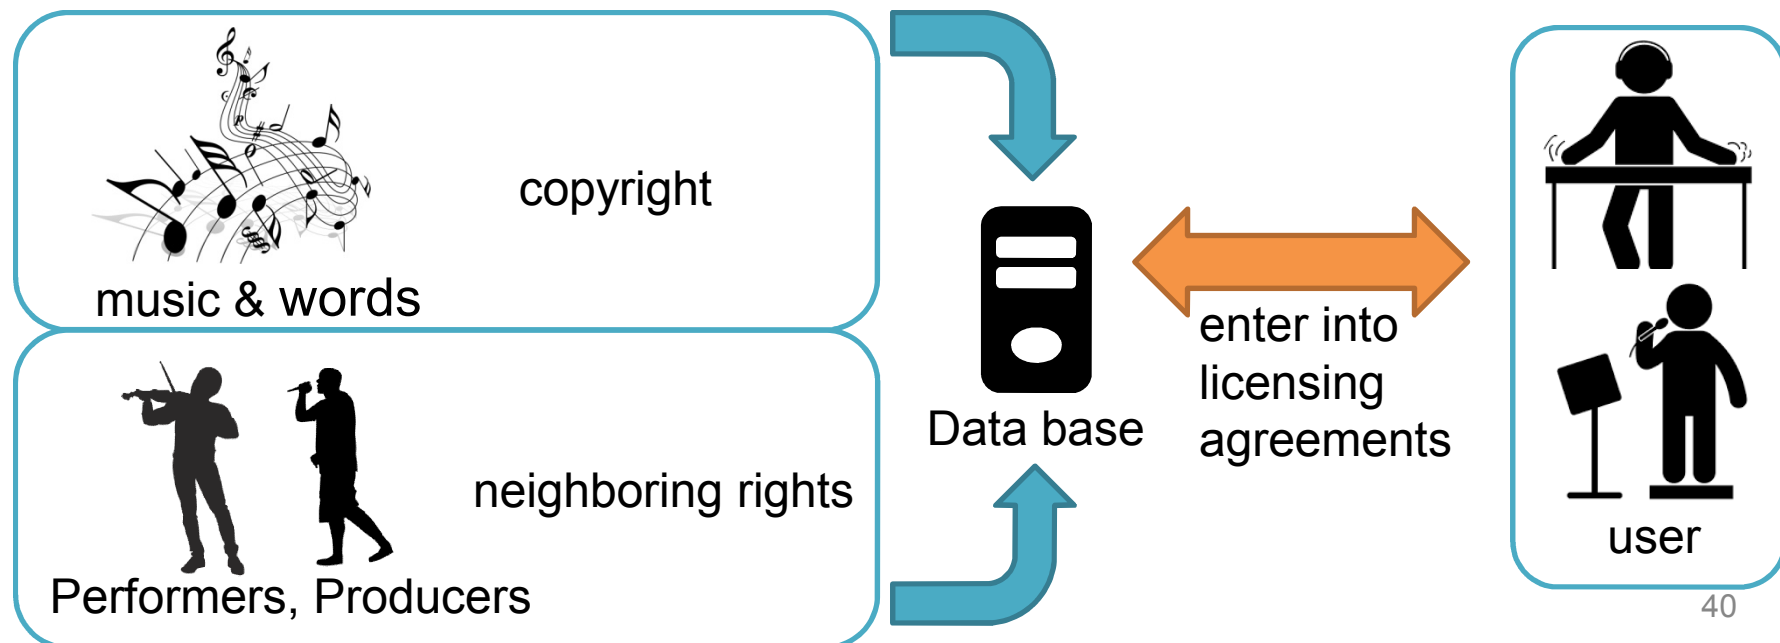 copyright
music & words
neighboring rights
Performers, Producers
Data base
enter into
licensing
agreements
user
40